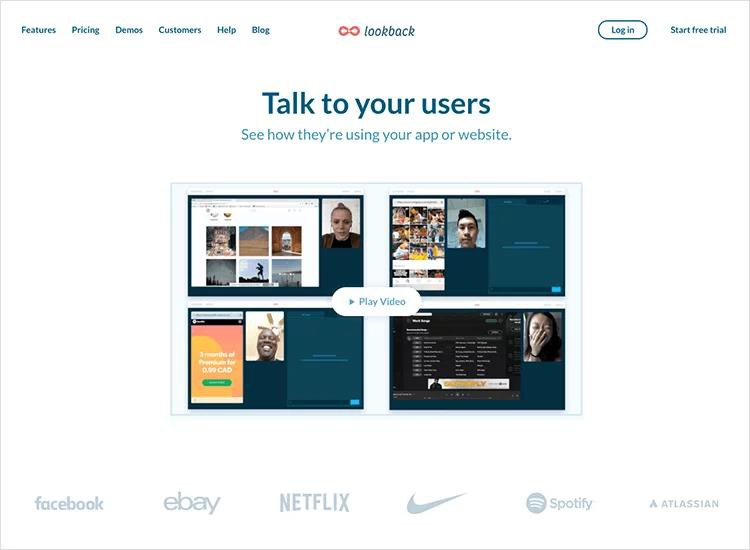 Features
Pricing
Demos
Customers
Help
Blog
lookback
Log in
Start free trial
Talk to your users
See how they're using your app or website.
Play Video
3 months of
Premium for
0.99 CAD
facebook
ebay
NETFLIX
Spotify
ATLASSIAN